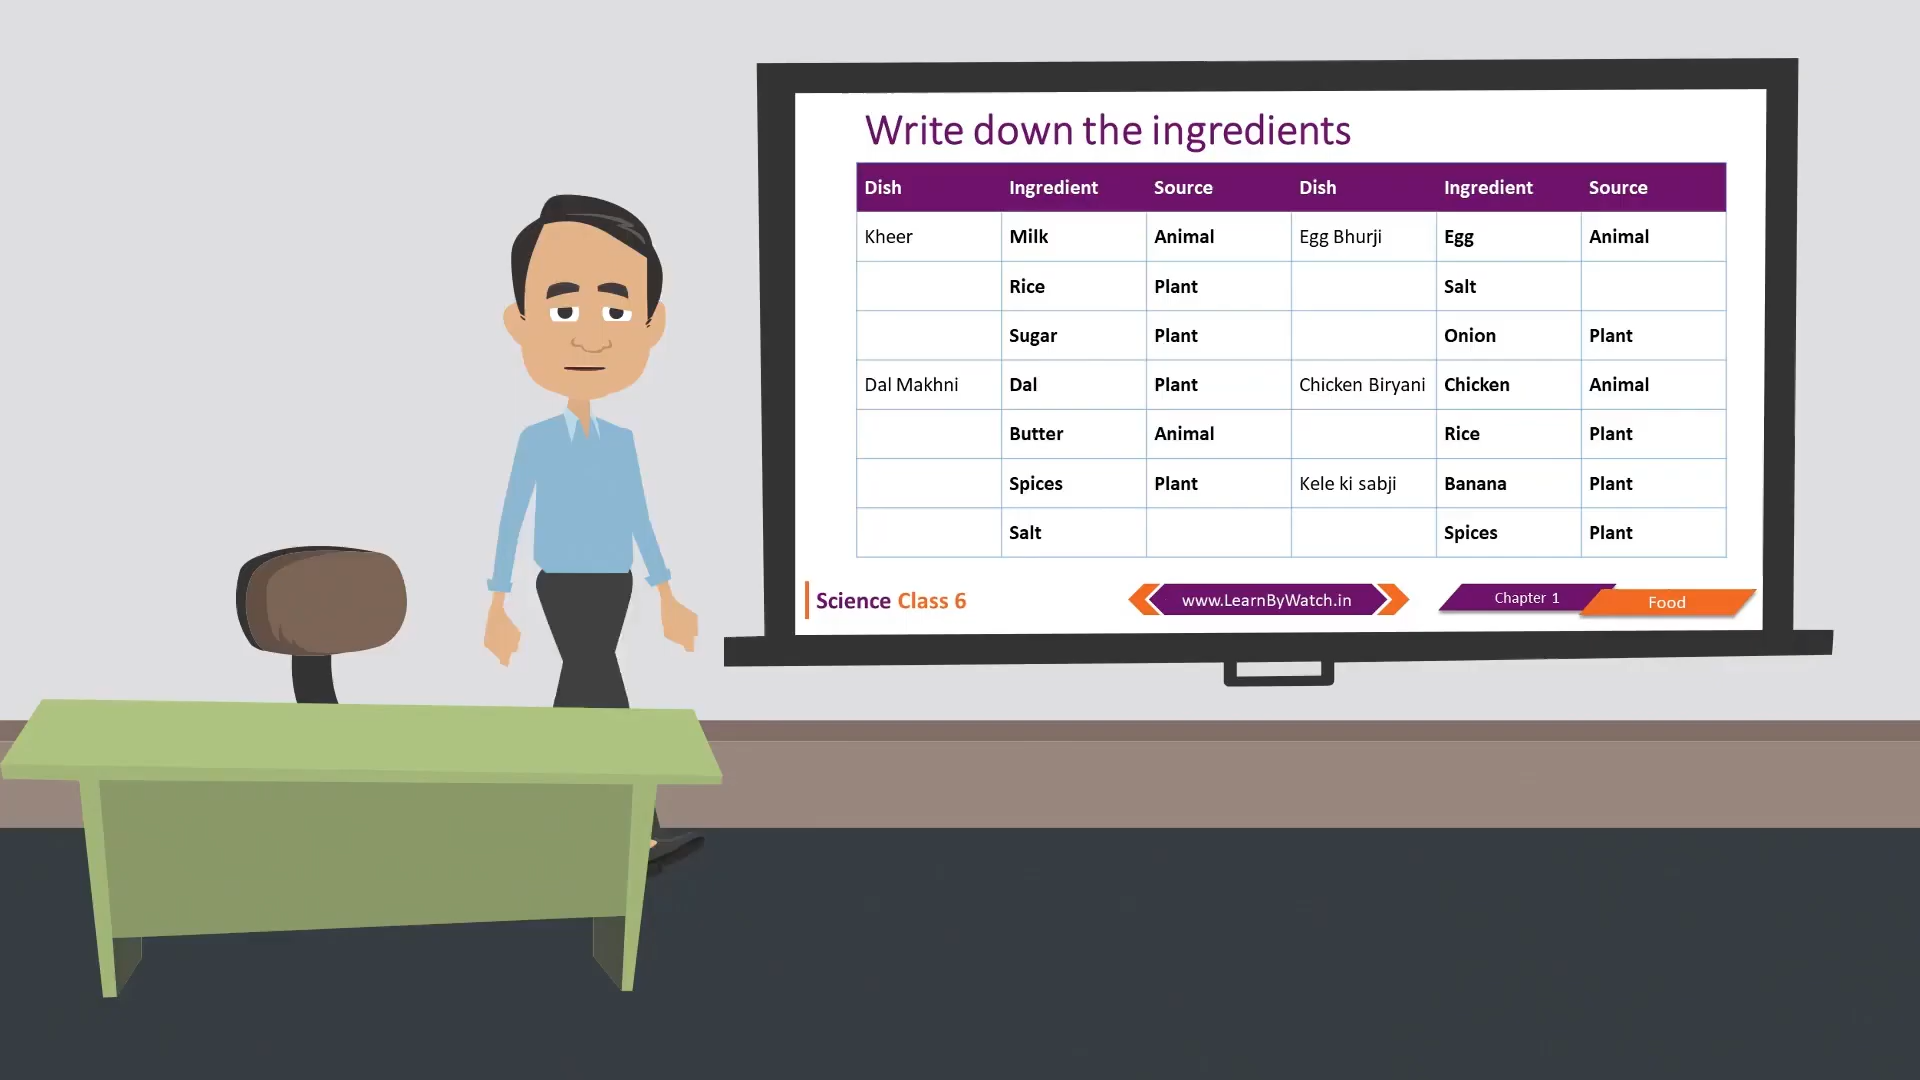 Write down the ingredients
Dish Ingredient Source Dish Ingredient Source
Kheer Milk Animal Egg Bhurji Egg Animal
Rice Plant Salt
Sugar Plant Onion Plant
Dal Makhni Dal Plant Chicken Biryani Chicken Animal
Butter Animal Rice Plant
Spices Plant Kele ki sabji Banana Plant
Salt Spices Plant
Science Class 6 www.LearnByWatch.in Chapter 1 Food